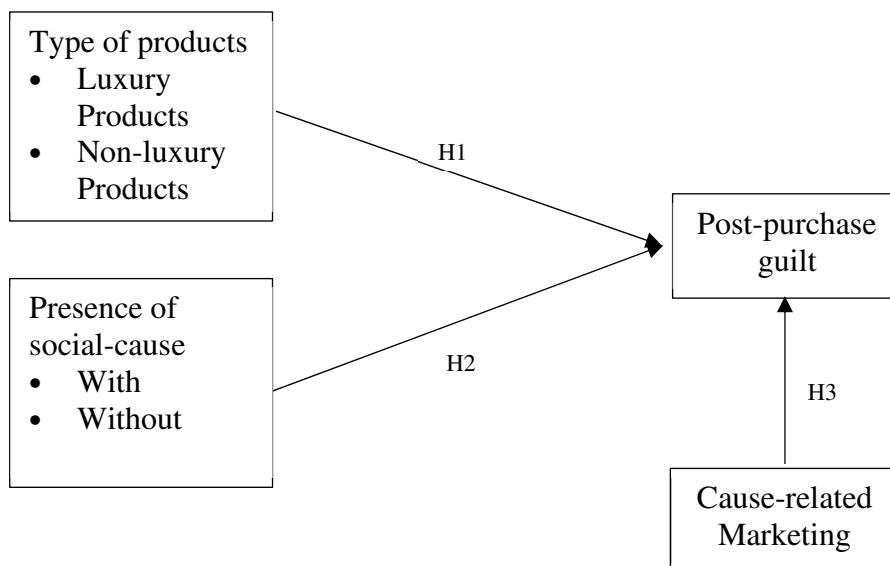 Type of products
• Luxury
Products
• Non-luxury
Products
H1
Post-purchase
guilt
Presence of
social-cause
• With
• Without
H2
H3
Cause-related
Marketing